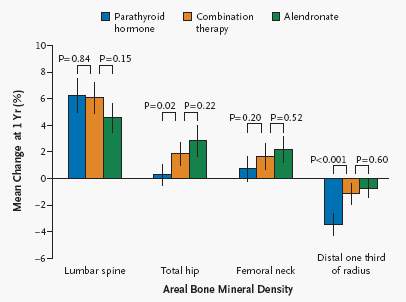 Parathyroid hormone
Combination therapy
Alendronate
Mean Change at 1 Yr (%)
10
8
6
4
2
0
−2
−4
−6
P=0.84 P=0.15
P=0.02 P=0.22
P=0.20 P=0.52
P<0.001 P=0.60
Lumbar spine
Total hip
Femoral neck
Distal one third
of radius
Areal Bone Mineral Density